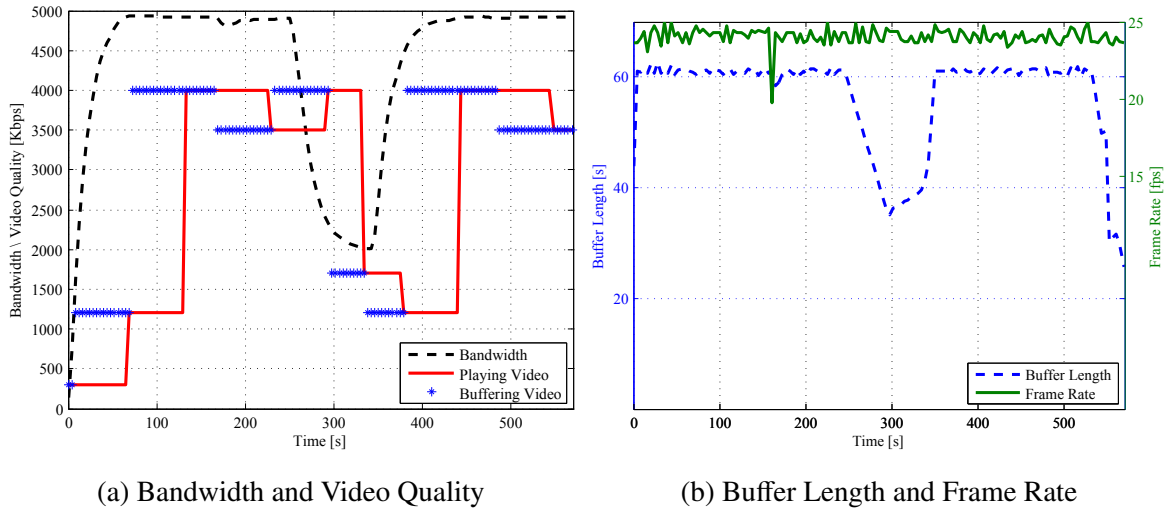 5000
4500
4000
3500
3000
2500
2000
1500
1000
500
0
Bandwidth \ Video Quality [Kbps]
0 100 200 300 400 500
Time [s]
Bandwidth
Playing Video
Buffering Video
(a) Bandwidth and Video Quality
60
40
20
Buffer Length [s]
25
20
15
10
5
0
Frame Rate [fps]
0 100 200 300 400 500
Time [s]
Buffer Length
Frame Rate
(b) Buffer Length and Frame Rate